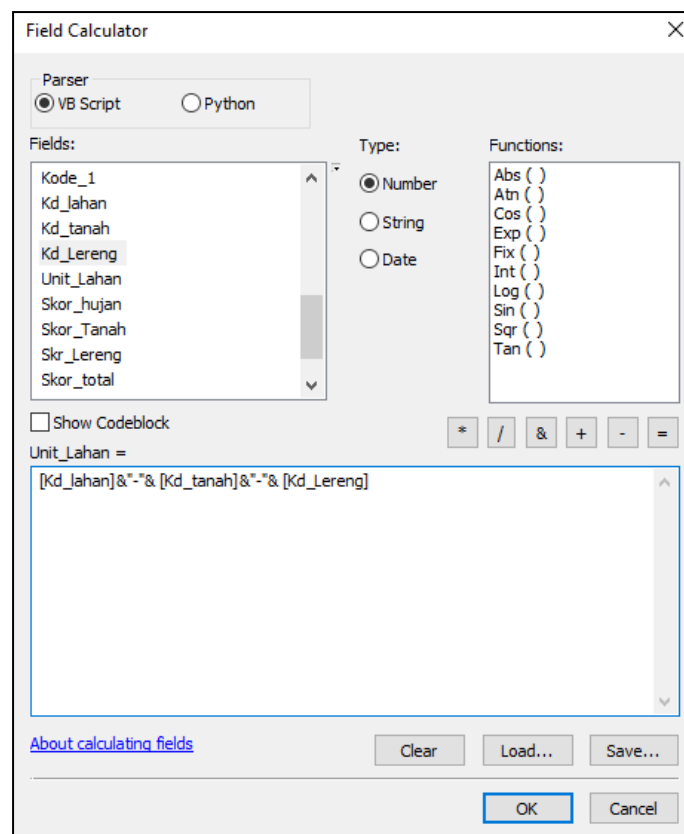 Field Calculator
Parser
VB Script
Python
Fields:
Type:
Functions:
Kode_1
Kd_lahan
Kd_tanah
Kd_Lereng
Unit_Lahan
Skor_hujan
Skor_Tanah
Skr_Lereng
Skor_total
Number
String
Date
Abs ( )
Atn ( )
Cos ( )
Exp ( )
Fix ( )
Int ( )
Log ( )
Sin ( )
Sqr ( )
Tan ( )
Show Codeblock
* / & + - =
Unit_Lahan =
[Kd_lahan]&"-"& [Kd_tanah]&"-"& [Kd_Lereng]
About calculating fields
Clear
Load...
Save...
OK
Cancel